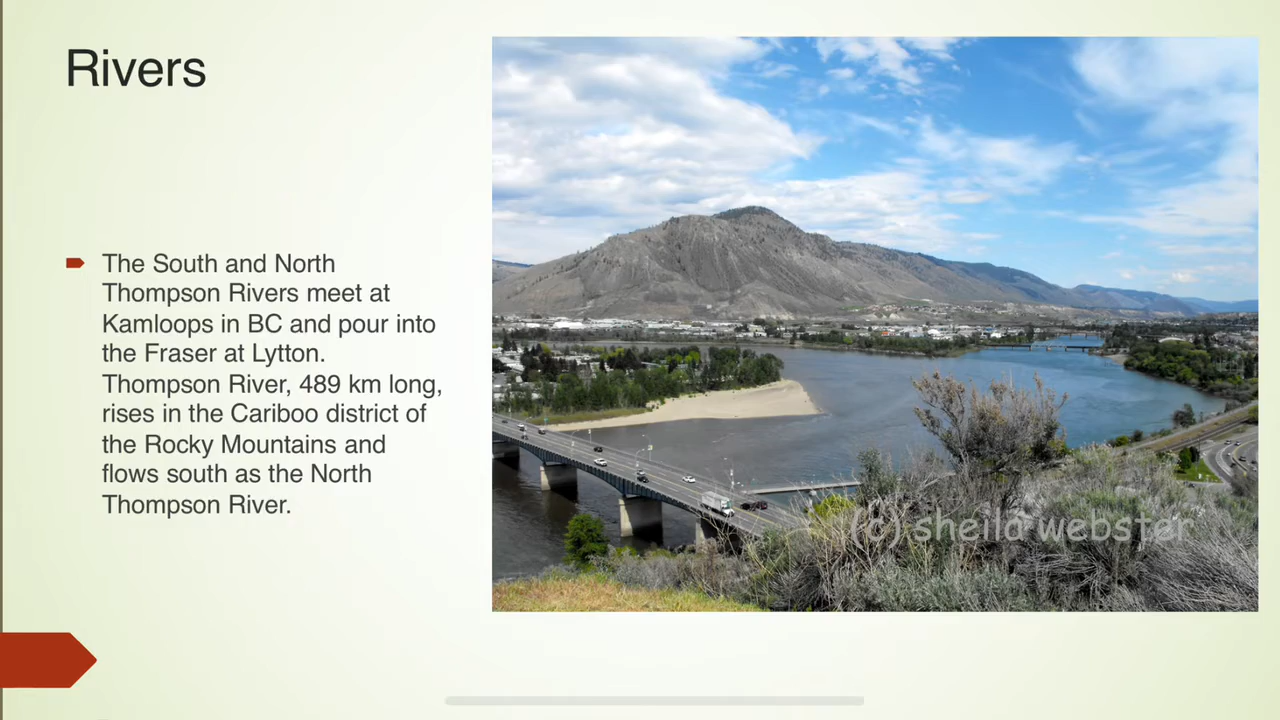 Rivers
The South and North
Thompson Rivers meet at
Kamloops in BC and pour into
the Fraser at Lytton.
Thompson River, 489 km long,
rises in the Cariboo district of
the Rocky Mountains and
flows south as the North
Thompson River.
(c) sheila webster